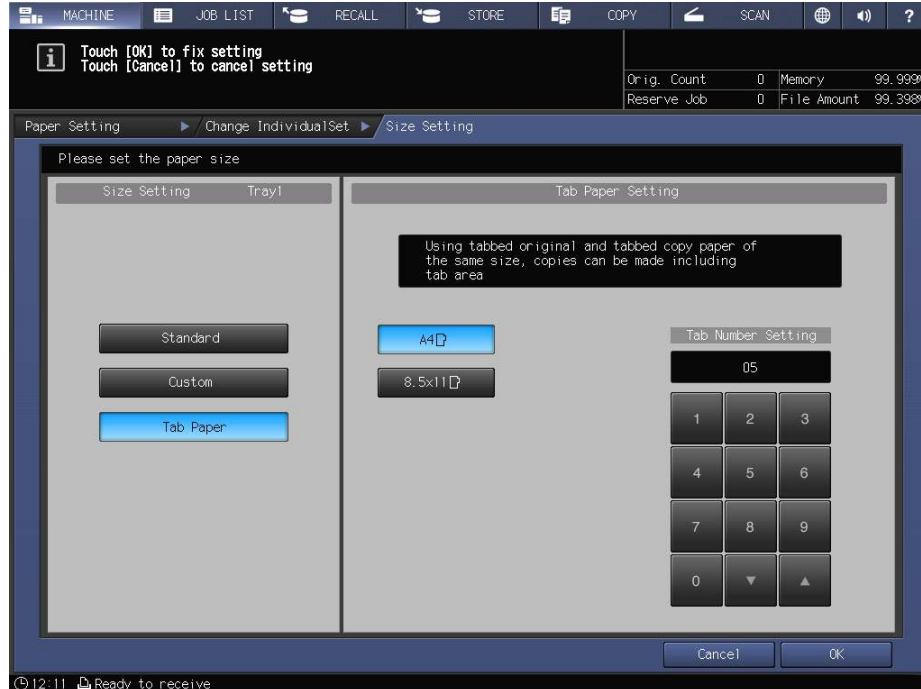 MACHINE JOB LIST RECALL STORE COPY SCAN ?
Touch [OK] to fix setting
Touch [Cancel] to cancel setting
Orig. Count 0 Memory 99.999%
Reserve Job 0 File Amount 99.398%
Paper Setting Change IndividualSet Size Setting
Please set the paper size
Size Setting Tray1
Tab Paper Setting
Using tabbed original and tabbed copy paper of
the same size, copies can be made including
tab area
Standard
Custom
Tab Paper
A4
8.5x11
Tab Number Setting
05
1 2 3
4 5 6
7 8 9
0 ▼ ▲
Cancel OK
12:11 Ready to receive